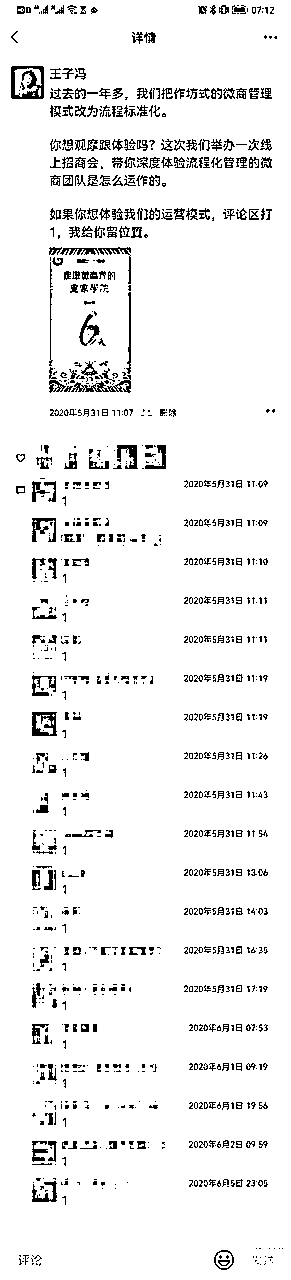 07:12
详情
王子冯
过去的一年多，我们把作坊式的微商管理
模式改为流程标准化。
你想观摩跟体验吗？这次我们举办一次线
上招商会，带你深度体验流程化管理的微
商团队是怎么运作的。
如果你想体验我们的运营模式，评论区打
1，我给你留位置。
6
2020年5月31日 11:07 删除
2020年5月31日 11:09
1
2020年5月31日 11:09
2020年5月31日 11:10
1
2020年5月31日 11:11
1
2020年5月31日 11:11
1
2020年5月31日 11:19
1
2020年5月31日 11:19
1
2020年5月31日 11:26
1
2020年5月31日 11:43
1
2020年5月31日 11:54
1
2020年5月31日 13:06
1
2020年5月31日 14:03
1
2020年5月31日 16:35
1
2020年5月31日 17:19
1
2020年6月1日 07:53
1
2020年6月1日 09:19
1
2020年6月1日 19:56
1
2020年6月2日 09:59
1
2020年6月5日 23:05
1
评论